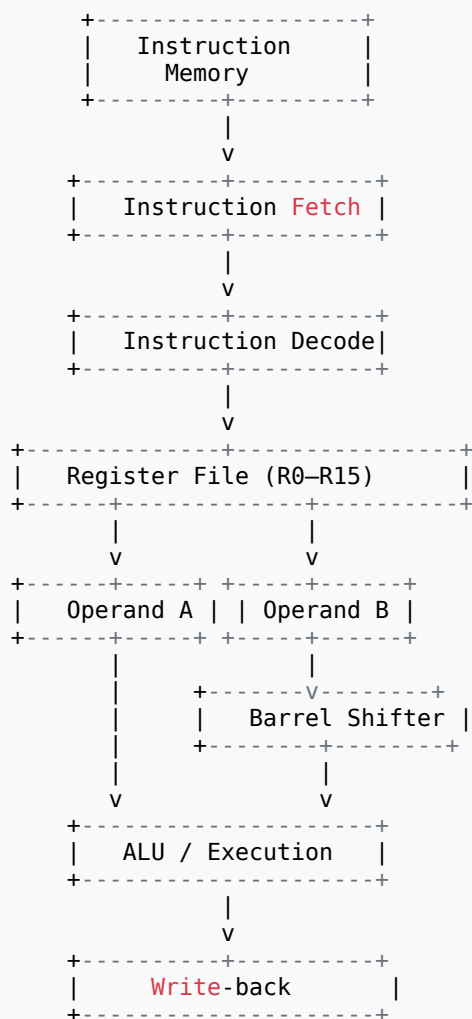 +-------------------+
|   Instruction     |
|     Memory        |
+---------+---------+
|
v
+----------+----------+
|   Instruction Fetch |
+----------+----------+
|
v
+----------+----------+
|   Instruction Decode|
+----------+----------+
|
v
+--------------+----------------+
|   Register File (R0–R15)      |
+------+-------------+----------+
|             |
v             v
+------+-----+ +-----+------+
|   Operand A | | Operand B |
+------+-----+ +-----+------+
|             |
|     +-------v--------+
|     |   Barrel Shifter |
|     +--------+--------+
|              |
v              v
+---------------------+
|   ALU / Execution   |
+---------------------+
|
v
+----------+----------+
|     Write-back       |
+---------------------+